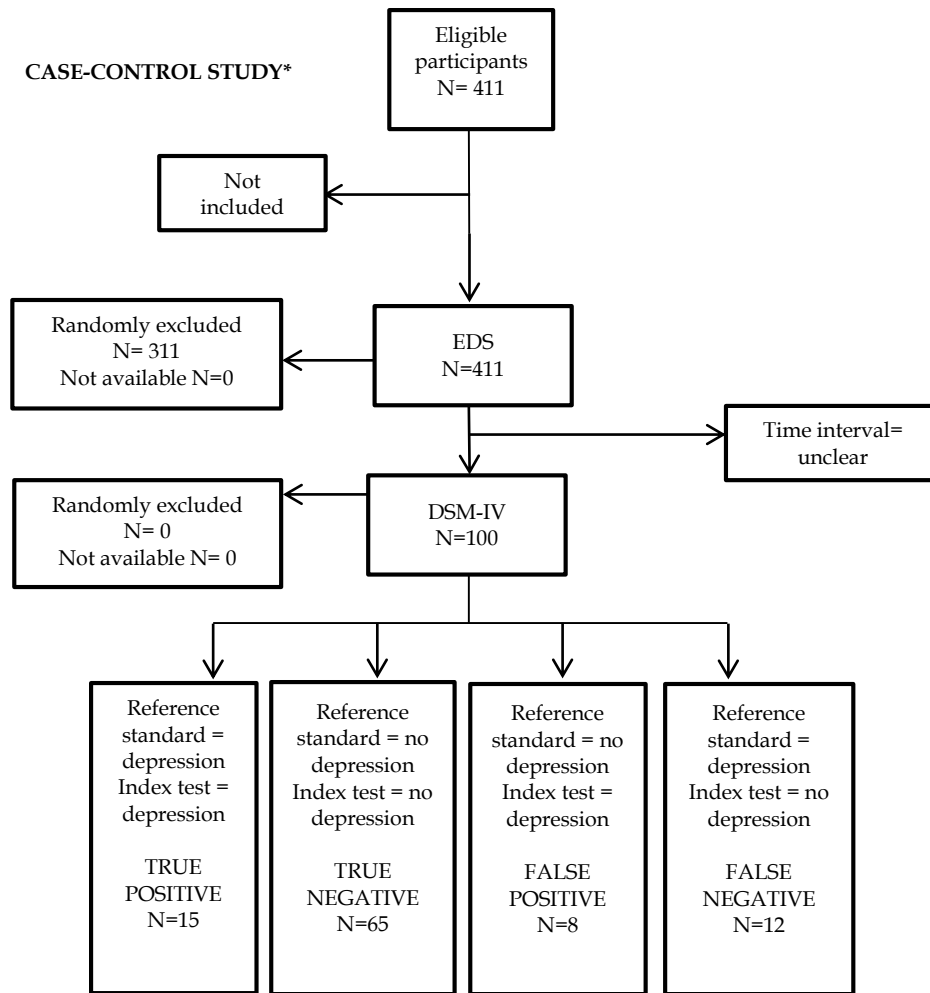 CASE-CONTROL STUDY*
Eligible
participants
N= 411
Not
included
Randomly excluded
N= 311
Not available N=0
EDS
N=411
Time interval=
unclear
Randomly excluded
N= 0
Not available N= 0
DSM-IV
N=100
Reference
standard =
depression
Index test =
depression
TRUE
POSITIVE
N=15
Reference
standard = no
depression
Index test = no
depression
TRUE
NEGATIVE
N=65
Reference
standard = no
depression
Index test =
depression
FALSE
POSITIVE
N=8
Reference
standard =
depression
Index test = no
depression
FALSE
NEGATIVE
N=12